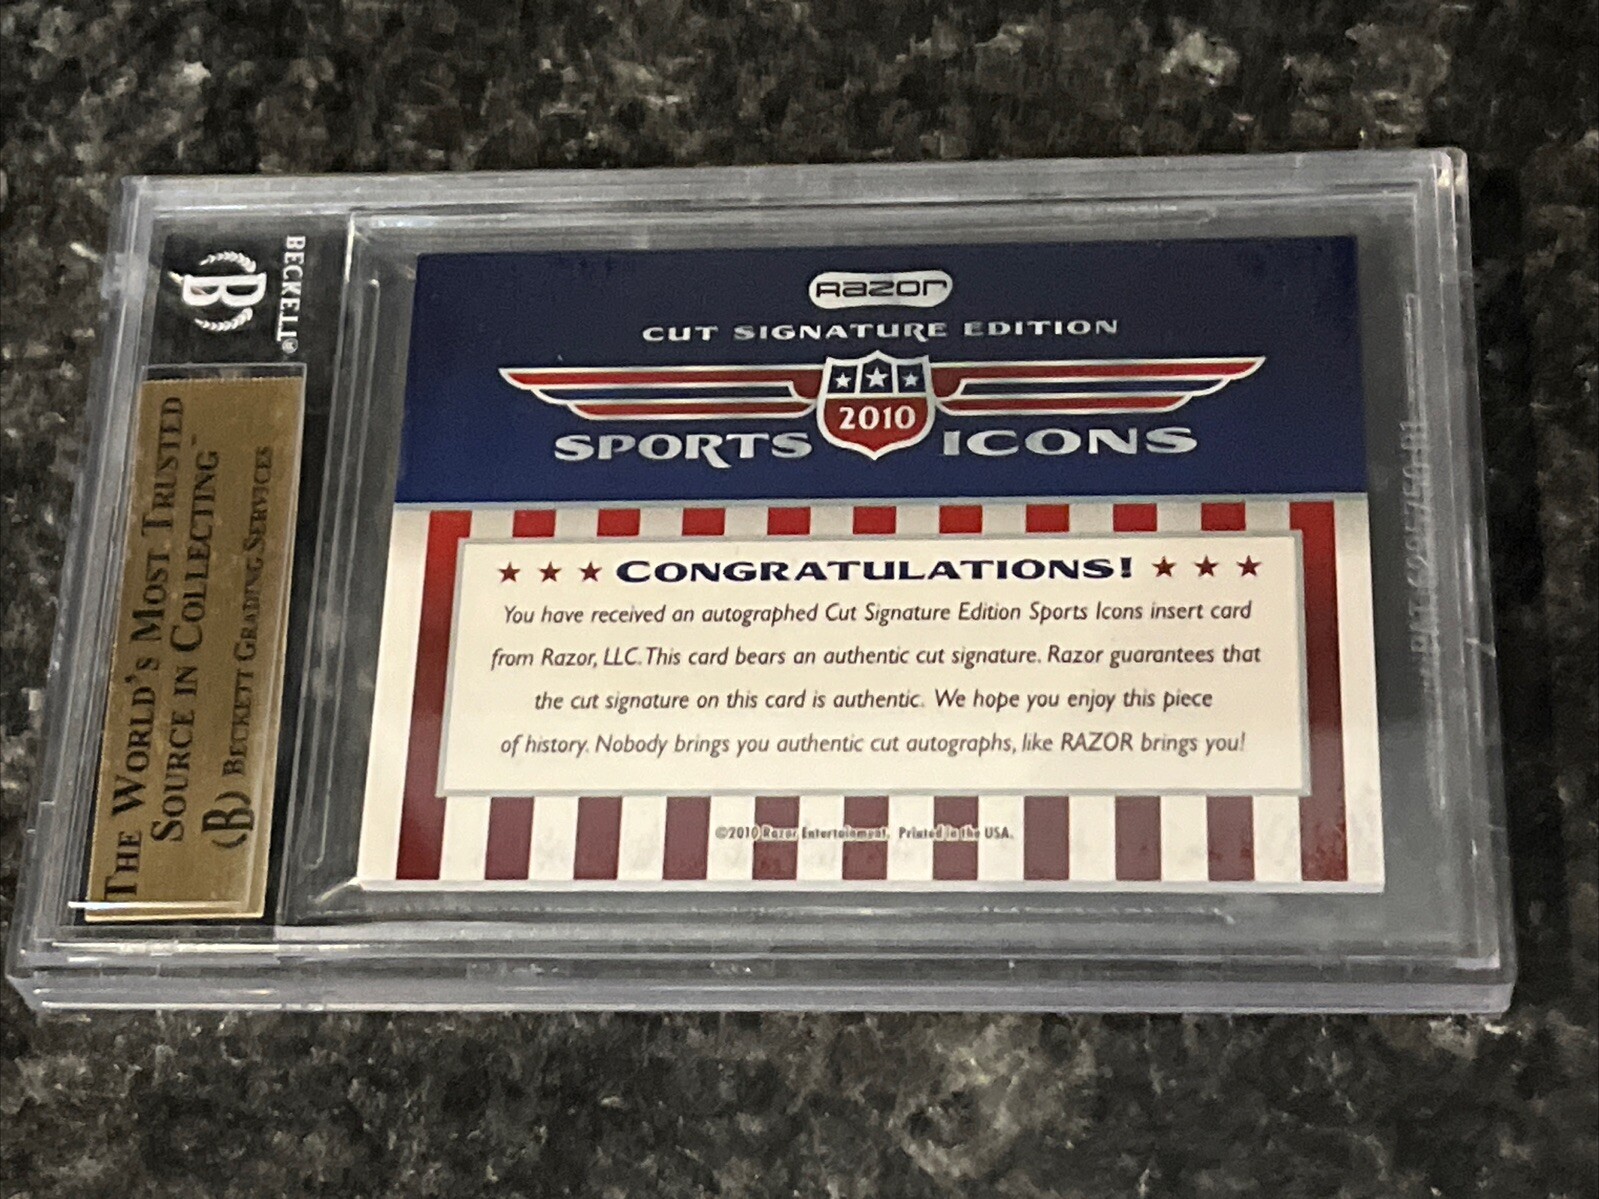 BECKETT®
B
THE WORLD'S MOST TRUSTED
SOURCE IN COLLECTING™
(B) BECKETT GRADING SERVICES
Razor
CUT SIGNATURE EDITION
2010
SPORTS ICONS
★ ★ ★ CONGRATULATIONS! ★ ★ ★
You have received an autographed Cut Signature Edition Sports Icons insert card
from Razor, LLC. This card bears an authentic cut signature. Razor guarantees that
the cut signature on this card is authentic. We hope you enjoy this piece
of history. Nobody brings you authentic cut autographs, like RAZOR brings you!
©2010 Razor Entertainment. Printed in the USA.